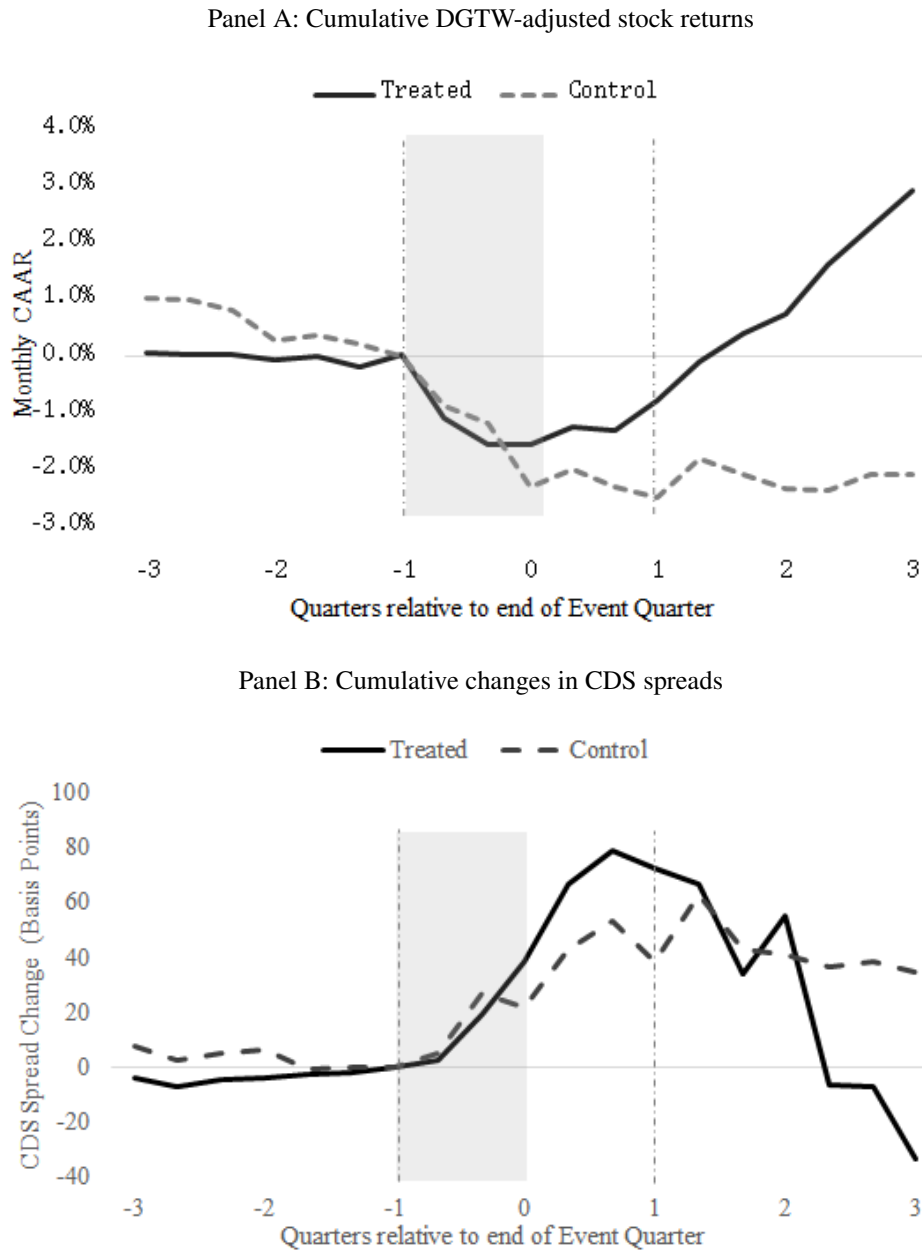 Panel A: Cumulative DGTW-adjusted stock returns
Treated Control
4.0%
3.0%
2.0%
1.0%
0.0%
-1.0%
-2.0%
-3.0%
Monthly CAAR
-3 -2 -1 0 1 2 3
Quarters relative to end of Event Quarter
Panel B: Cumulative changes in CDS spreads
Treated Control
100
80
60
40
20
0
-20
-40
CDS Spread Change (Basis Points)
-3 -2 -1 0 1 2 3
Quarters relative to end of Event Quarter